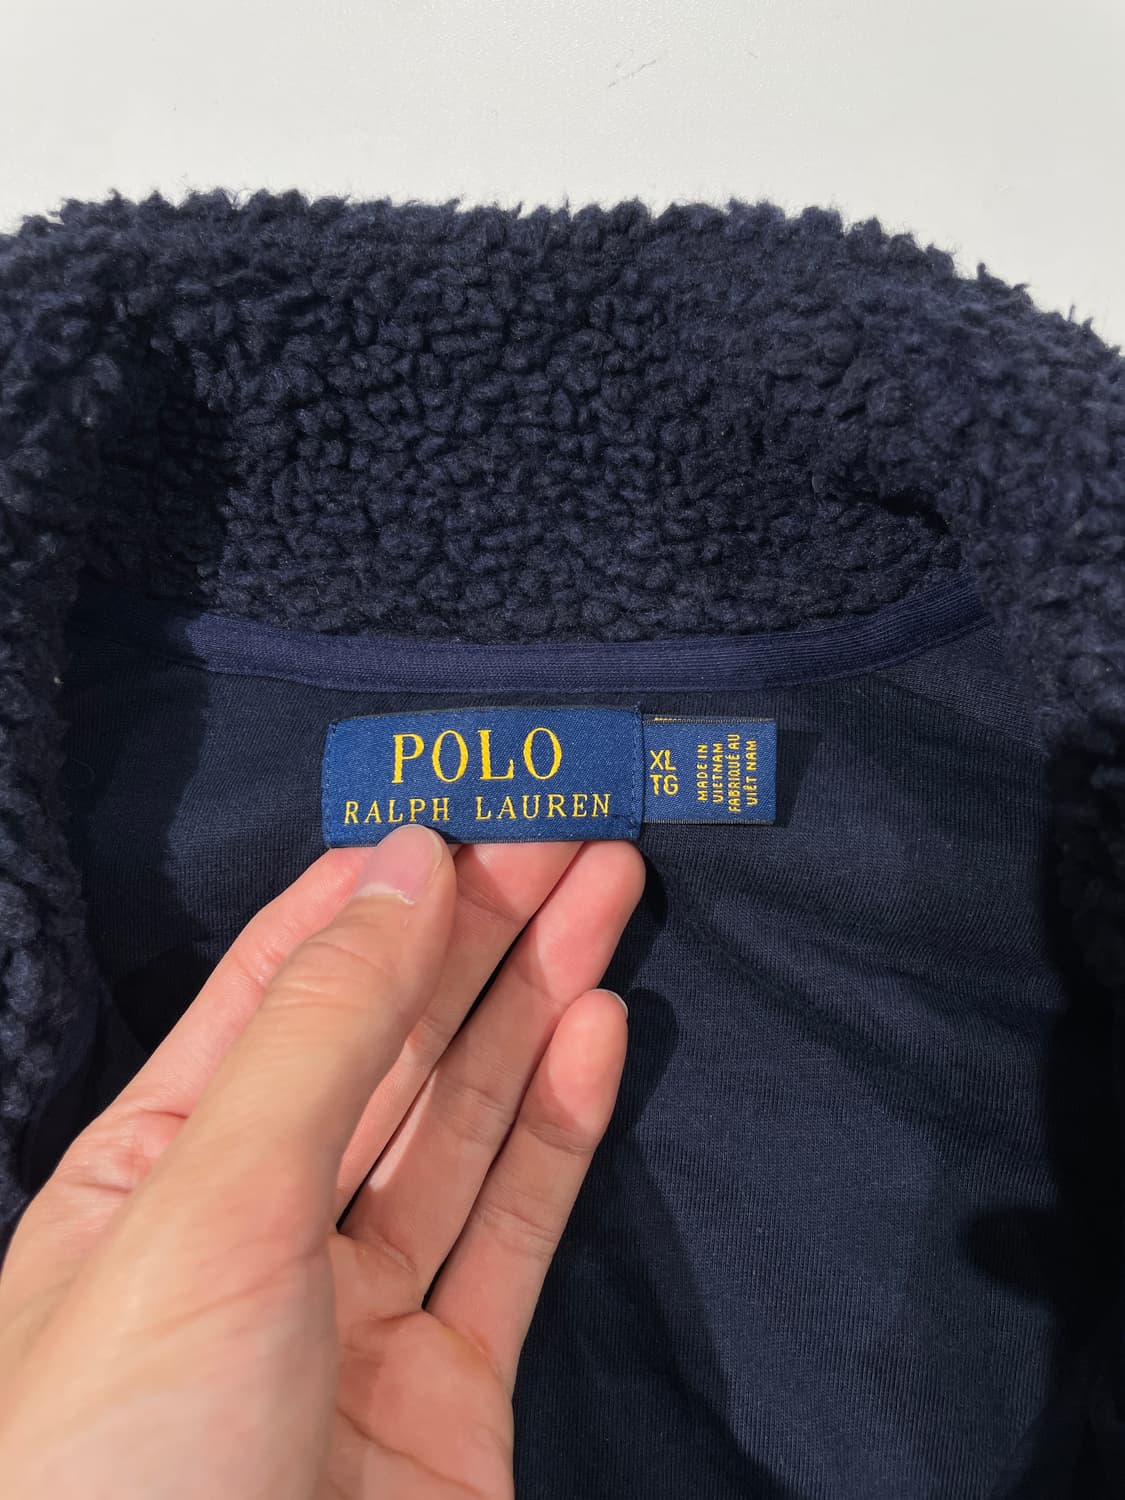 POLO
RALPH LAUREN
XL
TG
MADE IN
VIETNAM
FABRIQUÉ AU
VIÊT NAM